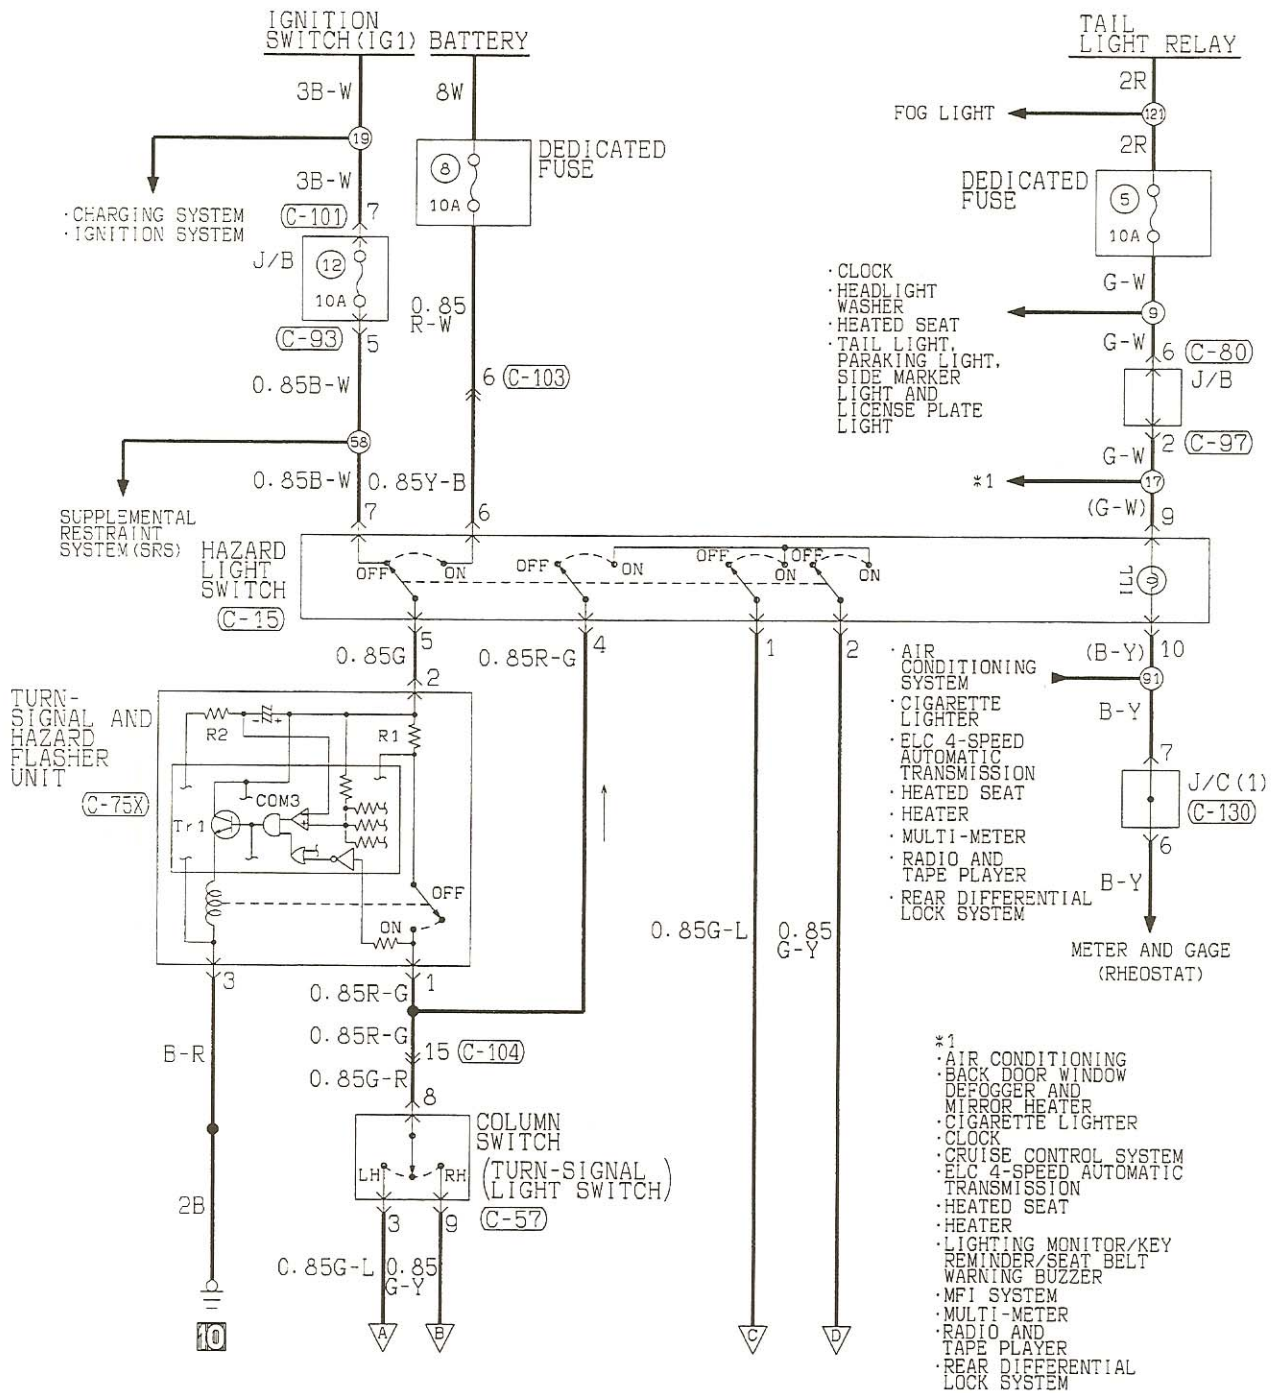 IGNITION
SWITCH(IG1)
BATTERY
TAIL
LIGHT RELAY
3B-W
8W
2R
19
FOG LIGHT
121
3B-W
8
10A
DEDICATED
FUSE
2R
·CHARGING SYSTEM
·IGNITION SYSTEM
C-101
7
DEDICATED
FUSE
5
10A
J/B
12
10A
0.85
R-W
G-W
·CLOCK
·HEADLIGHT
WASHER
·HEATED SEAT
·TAIL LIGHT,
PARAKING LIGHT,
SIDE MARKER
LIGHT AND
LICENSE PLATE
LIGHT
9
C-93
5
G-W
6
C-80
J/B
0.85B-W
6
C-103
58
2
C-97
G-W
0.85B-W
0.85Y-B
*1
17
(G-W)
7
6
9
SUPPLEMENTAL
RESTRAINT
SYSTEM(SRS)
HAZARD
LIGHT
SWITCH
C-15
OFF
ON
OFF
ON
OFF
ON
OFF
ON
ILL
5
4
1
2
10
0.85G
0.85R-G
(B-Y)
2
91
·AIR
CONDITIONING
SYSTEM
·CIGARETTE
LIGHTER
·ELC 4-SPEED
AUTOMATIC
TRANSMISSION
·HEATED SEAT
·HEATER
·MULTI-METER
·RADIO AND
TAPE PLAYER
·REAR DIFFERENTIAL
LOCK SYSTEM
B-Y
7
J/C(1)
C-130
6
B-Y
METER AND GAGE
(RHEOSTAT)
TURN-
SIGNAL AND
HAZARD
FLASHER
UNIT
C-75X
R2
- +
R1
COM3
Tr1
OFF
ON
0.85G-L
0.85
G-Y
3
1
0.85R-G
0.85R-G
B-R
15
C-104
0.85G-R
8
COLUMN
SWITCH
(TURN-SIGNAL
LIGHT SWITCH)
C-57
LH
RH
2B
3
9
0.85G-L
0.85
G-Y
10
A
B
C
D
*1
·AIR CONDITIONING
·BACK DOOR WINDOW
DEFOGGER AND
MIRROR HEATER
·CIGARETTE LIGHTER
·CLOCK
·CRUISE CONTROL SYSTEM
·ELC 4-SPEED AUTOMATIC
TRANSMISSION
·HEATED SEAT
·HEATER
·LIGHTING MONITOR/KEY
REMINDER/SEAT BELT
WARNING BUZZER
·MFI SYSTEM
·MULTI-METER
·RADIO AND
TAPE PLAYER
·REAR DIFFERENTIAL
LOCK SYSTEM